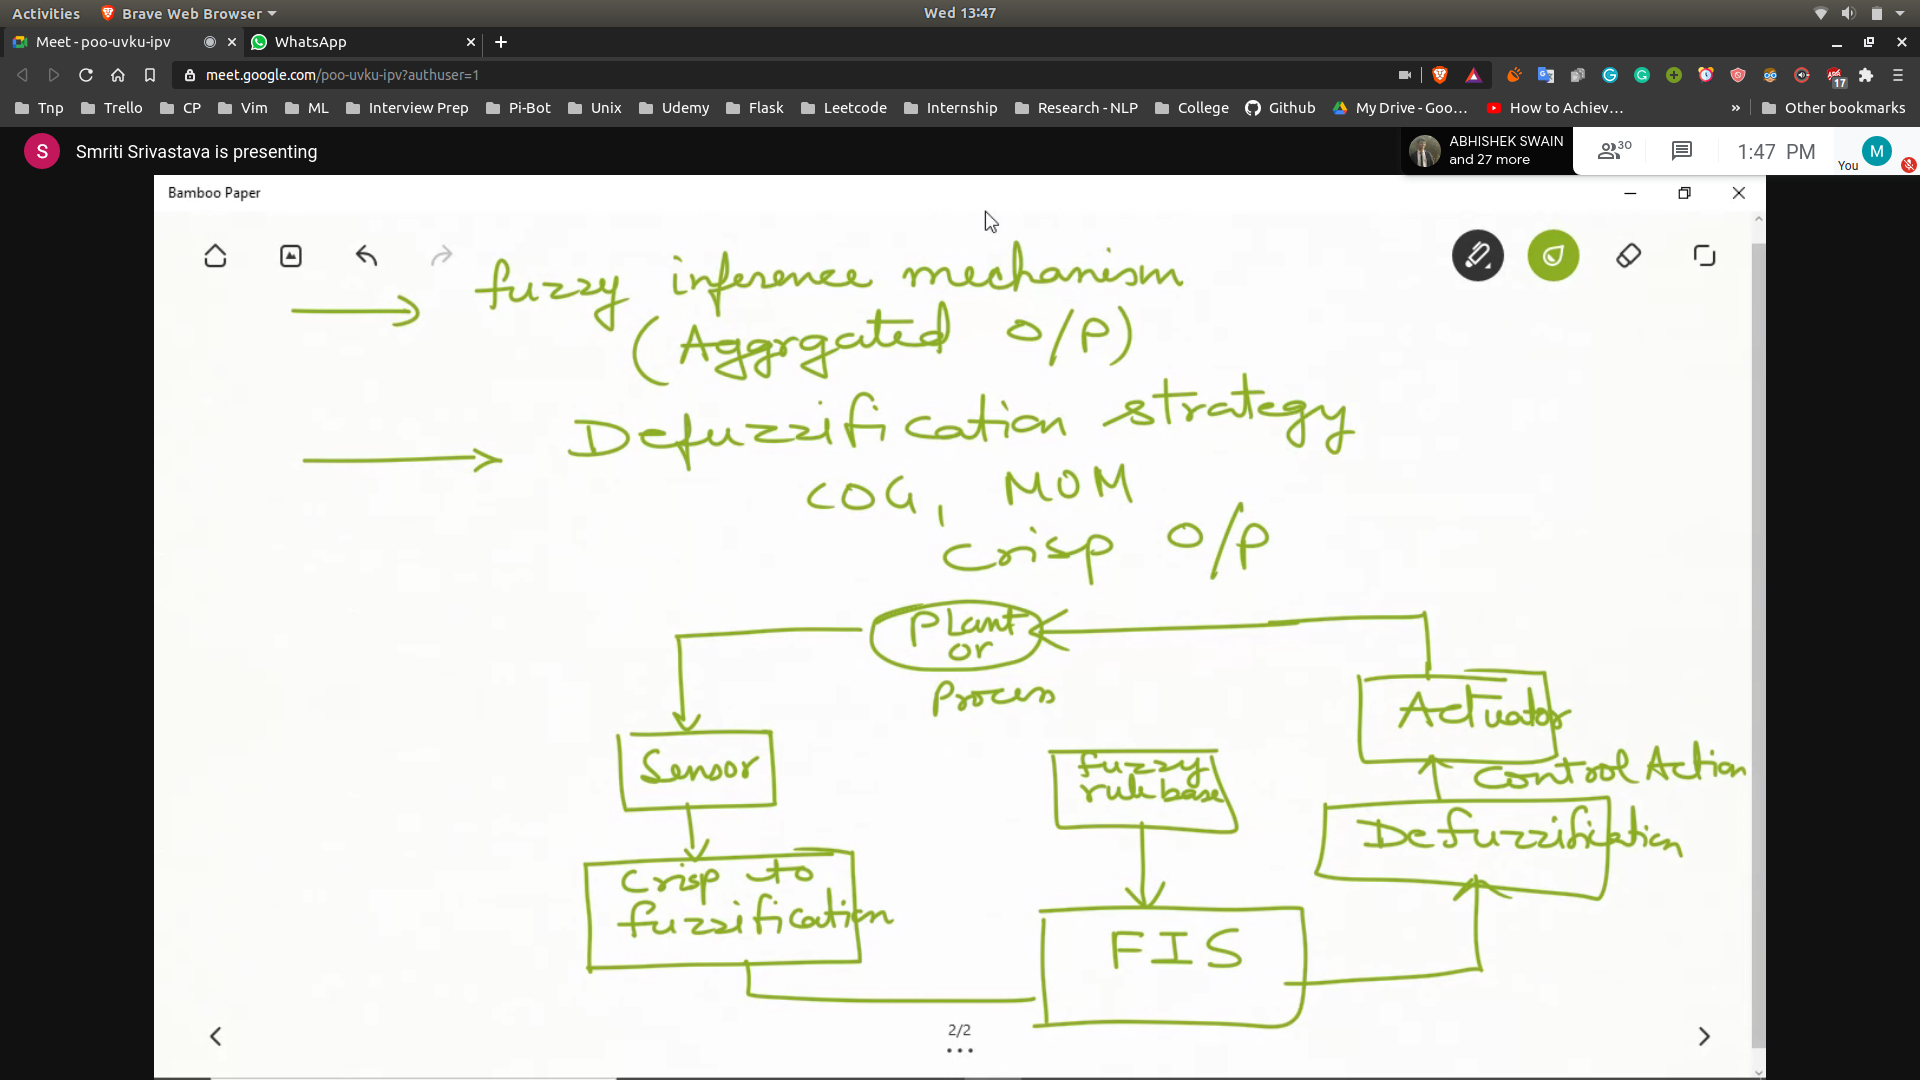 Activities Brave Web Browser Wed 13:47
Meet - poo-uvku-ipv WhatsApp
meet.google.com/poo-uvku-ipv?authuser=1 17
Tnp Trello CP Vim ML Interview Prep Pi-Bot Unix Udemy Flask Leetcode Internship Research - NLP College Github My Drive - Goo... How to Achiev... » Other bookmarks
S Smriti Srivastava is presenting
ABHISHEK SWAIN
and 27 more
30
1:47 PM
You M
Bamboo Paper
fuzzy inference mechanism
(Aggrgated O/P)
Defuzzification strategy
COG, MOM
Crisp O/P
Plant
or
Process
Sensor
Crisp to
fuzzification
fuzzy
rule base
FIS
Actuator
Control Action
Defuzzification
2/2